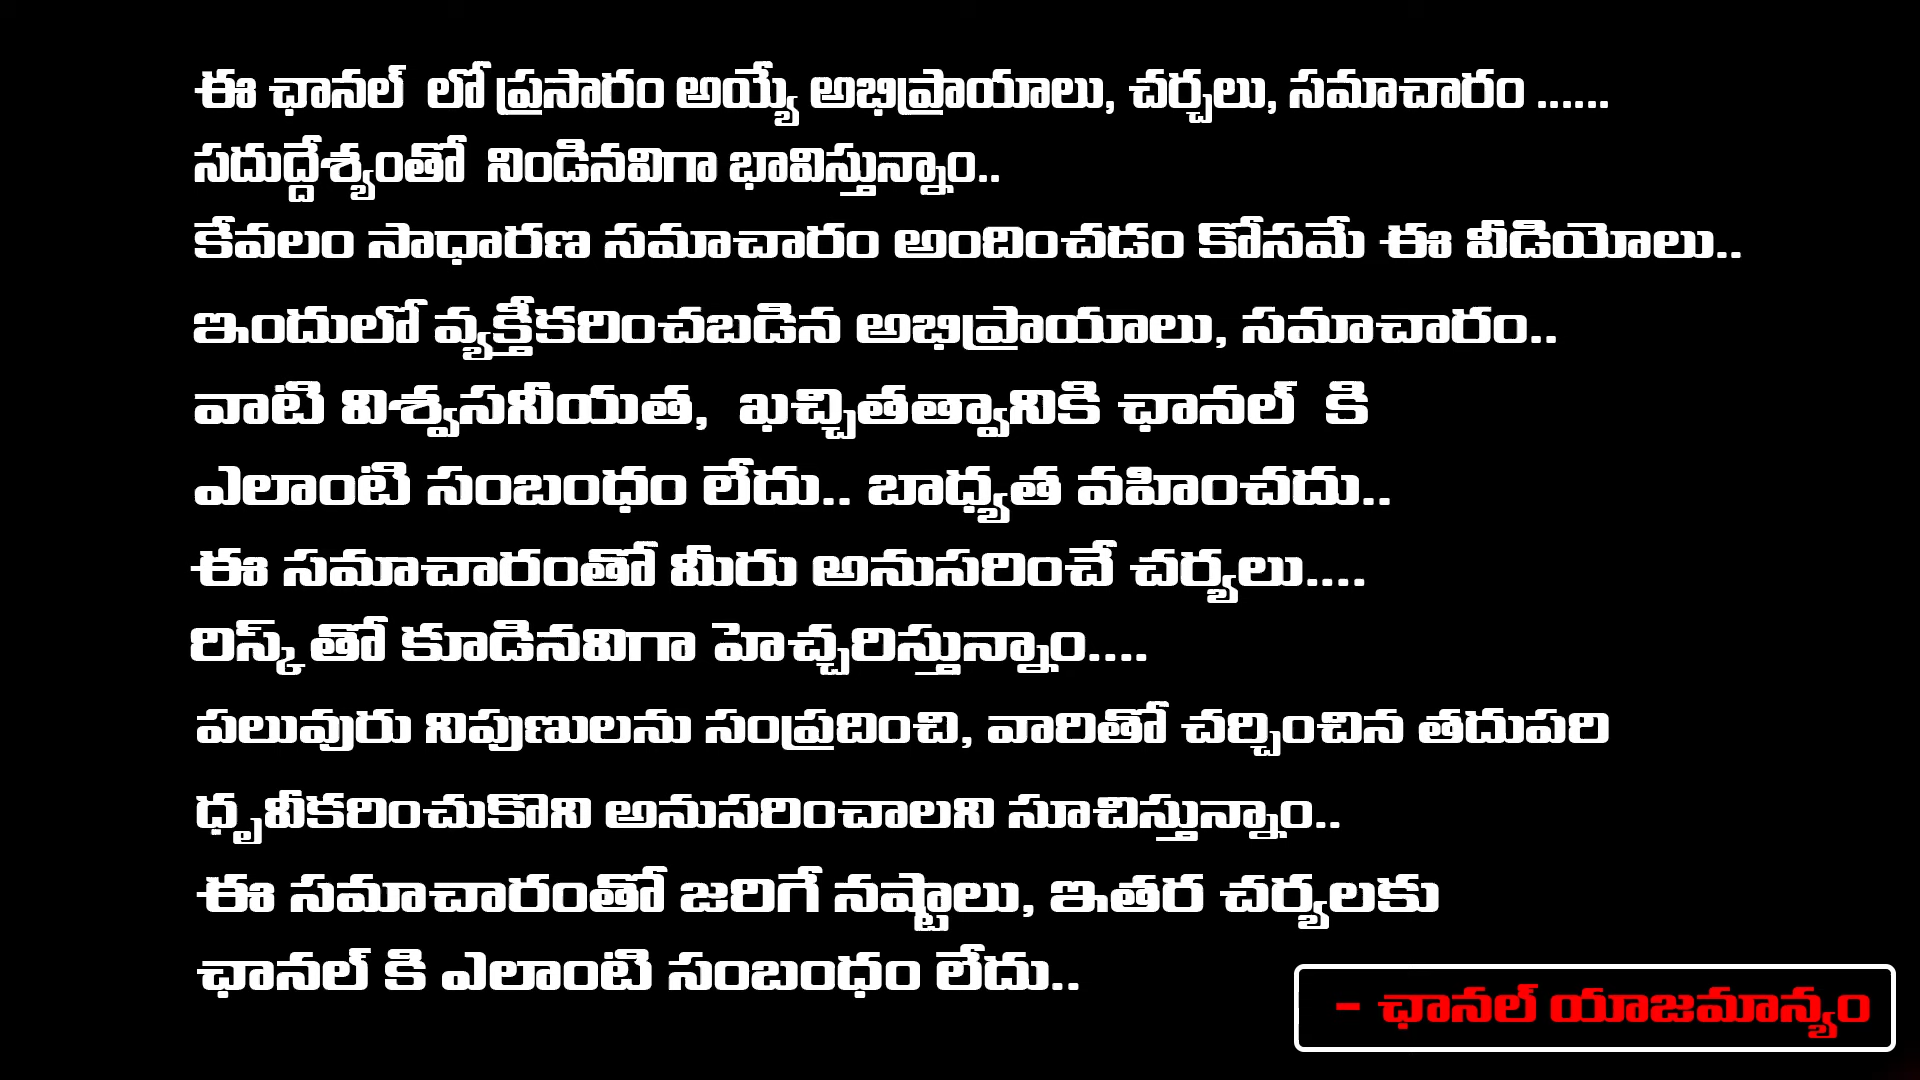 ఈ ఛానల్ లో ప్రసారం అయ్యే అభిప్రాయాలు, చర్చలు, సమాచారం ......
సదుద్దేశ్యంతో నిండినవిగా భావిస్తున్నాం..
కేవలం సాధారణ సమాచారం అందించడం కోసమే ఈ వీడియోలు..
ఇందులో వ్యక్తీకరించబడిన అభిప్రాయాలు, సమాచారం..
వాటి విశ్వసనీయత, ఖచ్చితత్వానికి ఛానల్ కి
ఎలాంటి సంబంధం లేదు.. బాధ్యత వహించదు..
ఈ సమాచారంతో మీరు అనుసరించే చర్యలు....
రిస్క్ తో కూడినవిగా హెచ్చరిస్తున్నాం....
పలువురు నిపుణులను సంప్రదించి, వారితో చర్చించిన తదుపరి
ధృవీకరించుకొని అనుసరించాలని సూచిస్తున్నాం..
ఈ సమాచారంతో జరిగే నష్టాలు, ఇతర చర్యలకు
ఛానల్ కి ఎలాంటి సంబంధం లేదు..
- ఛానల్ యాజమాన్యం